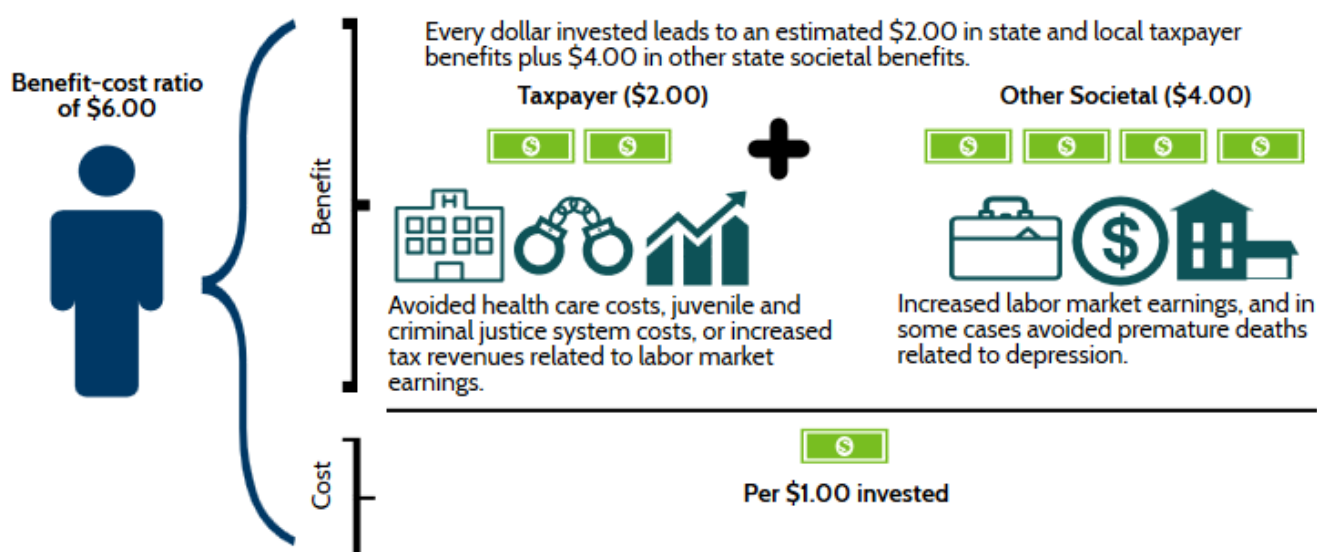 Every dollar invested leads to an estimated $2.00 in state and local taxpayer
benefits plus $4.00 in other state societal benefits.
Benefit-cost ratio
of $6.00
Taxpayer ($2.00)
Other Societal ($4.00)
Benefit
H
$
Avoided health care costs, juvenile and
criminal justice system costs, or increased
tax revenues related to labor market
earnings.
Increased labor market earnings, and in
some cases avoided premature deaths
related to depression.
Cost
Per $1.00 invested